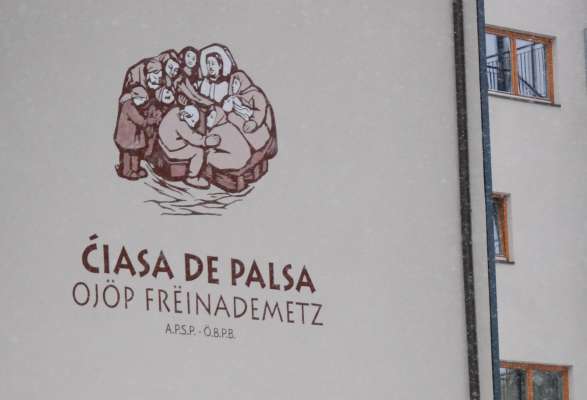 ĆIASA DE PALSA
OJÖP FRËINADEMETZ
A.P.S.P. - Ö.B.P.B.